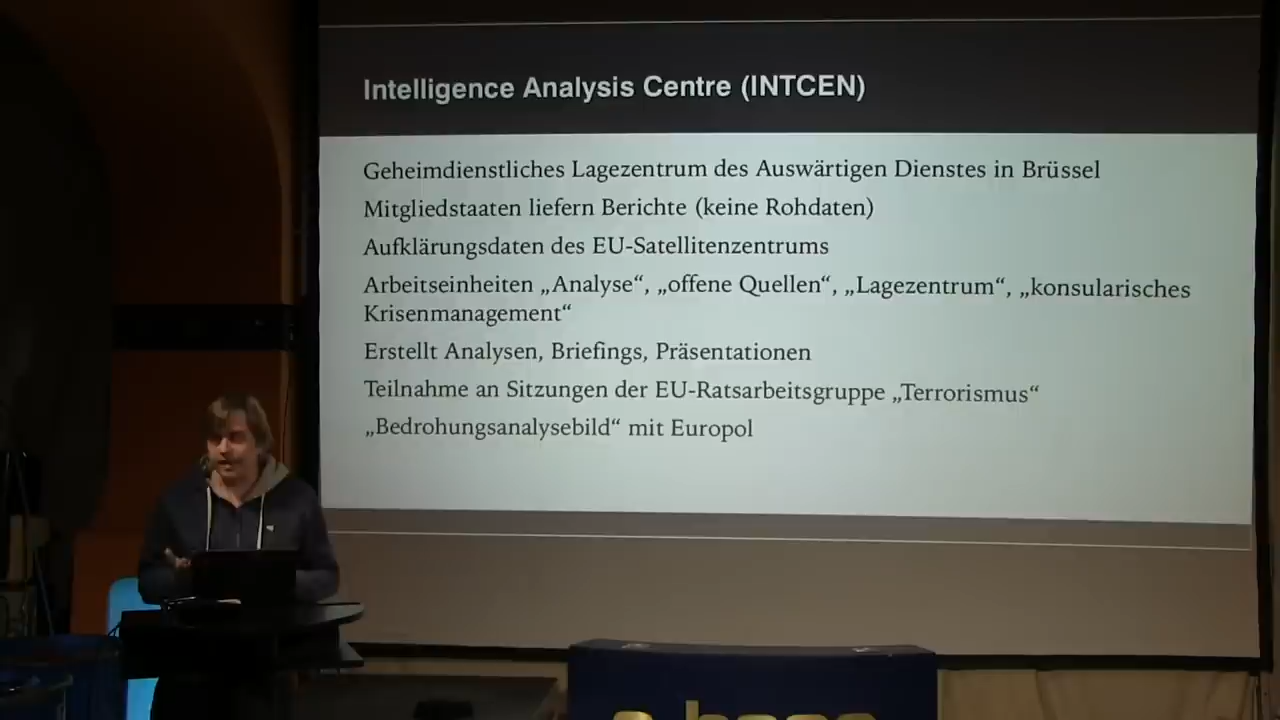 Intelligence Analysis Centre (INTCEN)
Geheimdienstliches Lagezentrum des Auswärtigen Dienstes in Brüssel
Mitgliedstaaten liefern Berichte (keine Rohdaten)
Aufklärungsdaten des EU-Satellitenzentrums
Arbeitseinheiten „Analyse“, „offene Quellen“, „Lagezentrum“, „konsularisches
Krisenmanagement“
Erstellt Analysen, Briefings, Präsentationen
Teilnahme an Sitzungen der EU-Ratsarbeitsgruppe „Terrorismus“
„Bedrohungsanalysebild“ mit Europol